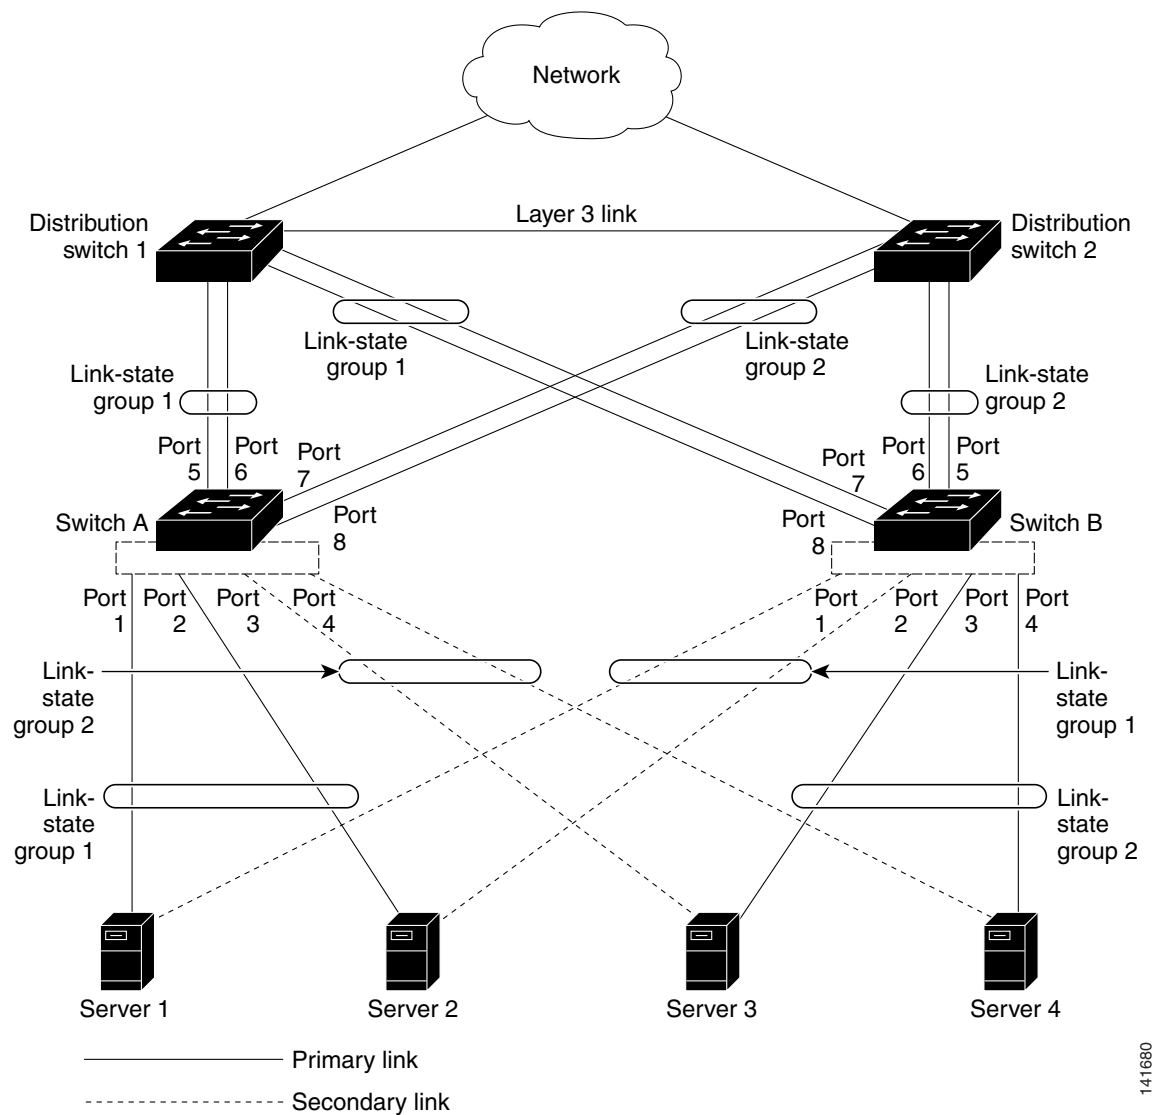 Network
Layer 3 link
Distribution
switch 1
Distribution
switch 2
Link-state
group 1
Link-state
group 2
Link-state
group 1
Link-state
group 2
Port
5
Port
6
Port
7
Port
8
Port
7
Port
6
Port
5
Port
8
Switch A
Switch B
Port
1
Port
2
Port
3
Port
4
Port
1
Port
2
Port
3
Port
4
Link-
state
group 2
Link-
state
group 1
Link-
state
group 1
Link-
state
group 2
Server 1
Server 2
Server 3
Server 4
Primary link
Secondary link
141680